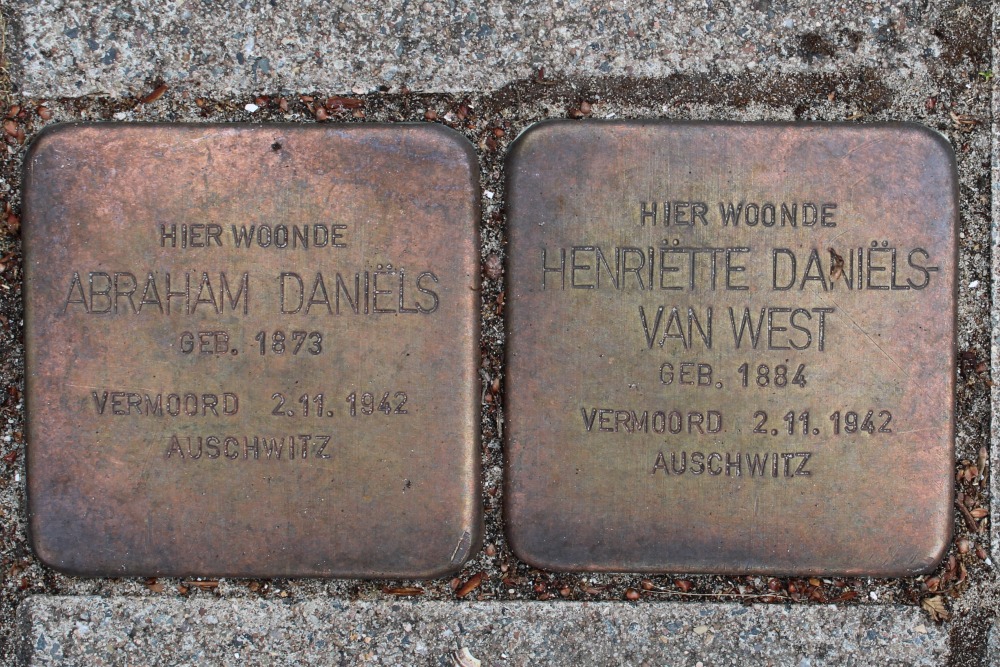 HIER WOONDE
ABRAHAM DANIËLS
GEB. 1873
VERMOORD 2.11.1942
AUSCHWITZ
HIER WOONDE
HENRIËTTE DANIËLS-
VAN WEST
GEB. 1884
VERMOORD 2.11.1942
AUSCHWITZ